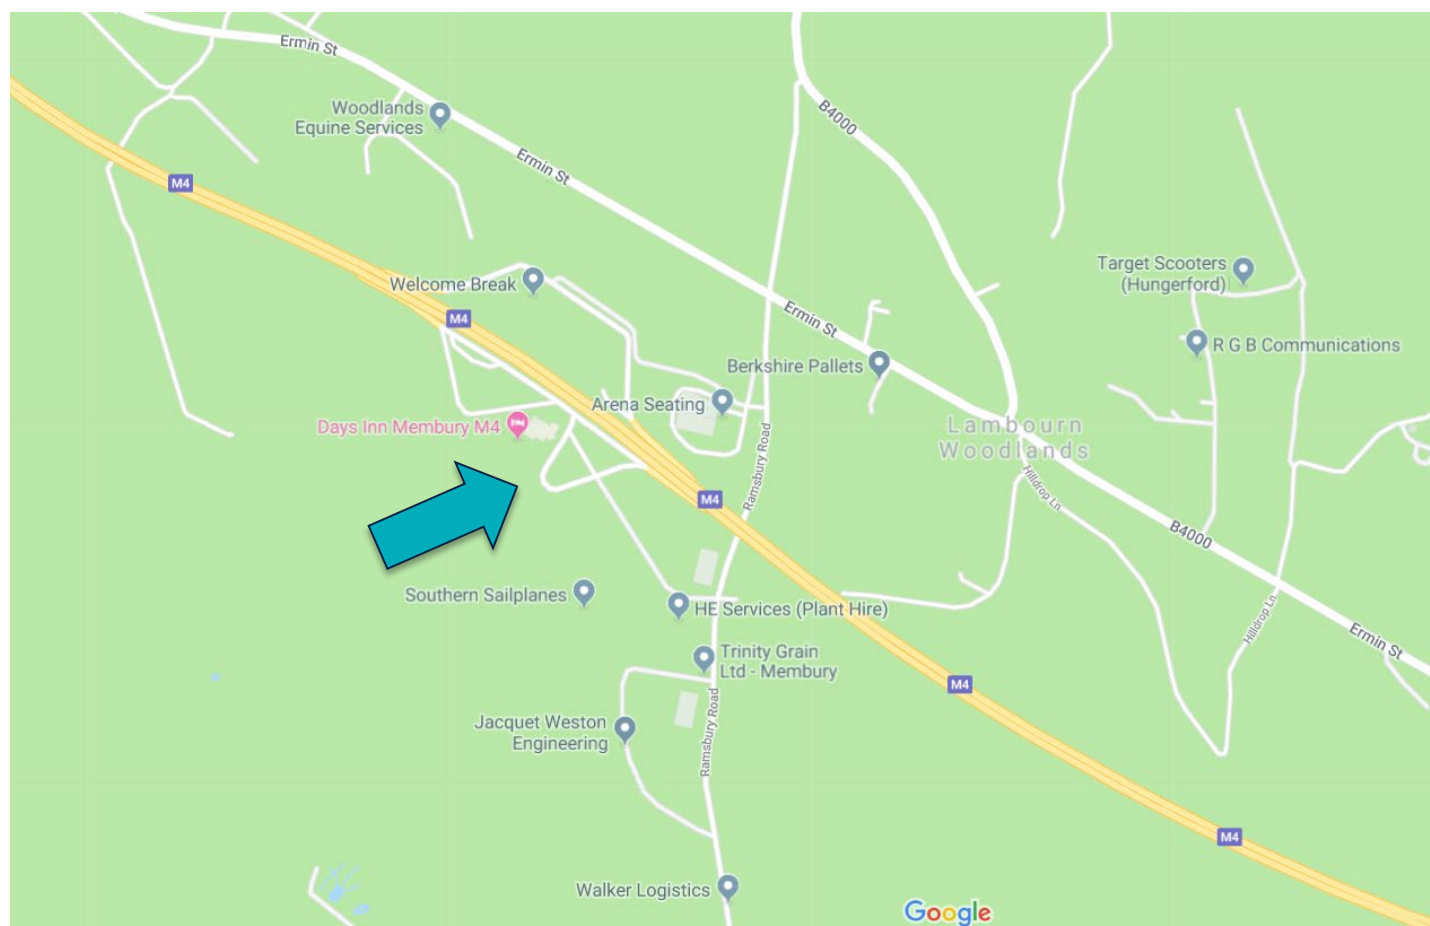 Ermin St
B4000
Woodlands
Equine Services
Ermin St
M4
Target Scooters
(Hungerford)
Welcome Break
M4
Ermin St
R G B Communications
Berkshire Pallets
Arena Seating
Days Inn Membury M4
Lambourn
Woodlands
Ramsbury Road
Hilldrop Ln
M4
B4000
Southern Sailplanes
HE Services (Plant Hire)
Hilldrop Ln
Ermin St
Trinity Grain
Ltd - Membury
M4
Ramsbury Road
Jacquet Weston
Engineering
M4
Walker Logistics
Google